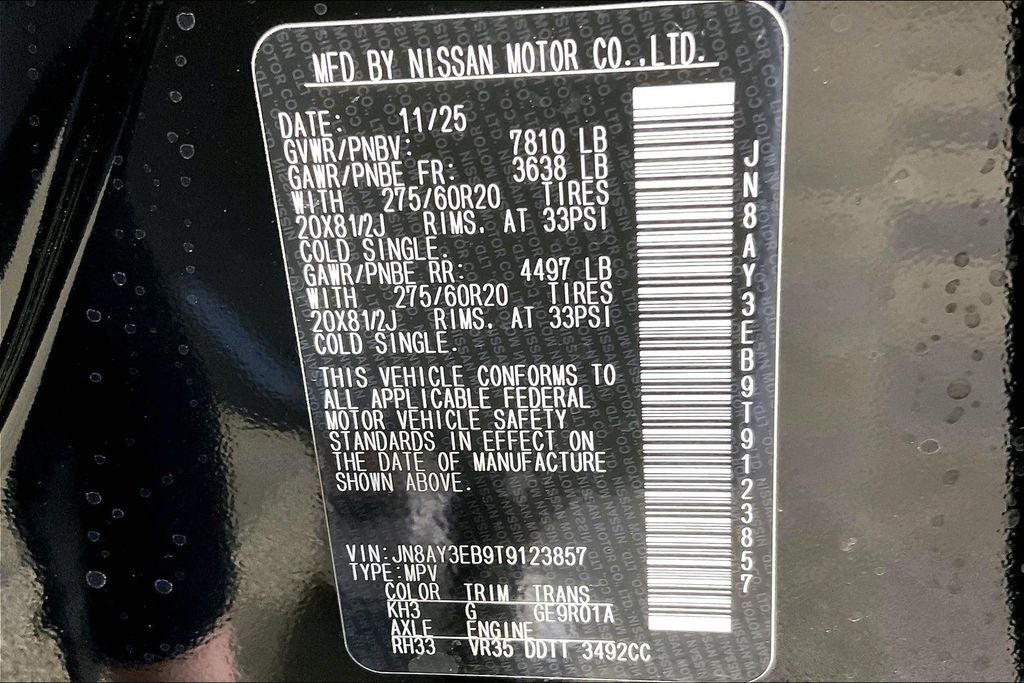 MFD BY NISSAN MOTOR CO.,LTD.
DATE: 11/25
GVWR/PNBV: 7810 LB
GAWR/PNBE FR: 3638 LB
WITH 275/60R20 TIRES
20X81/2J RIMS. AT 33PSI
COLD SINGLE.
GAWR/PNBE RR: 4497 LB
WITH 275/60R20 TIRES
20X81/2J RIMS. AT 33PSI
COLD SINGLE.
THIS VEHICLE CONFORMS TO
ALL APPLICABLE FEDERAL
MOTOR VEHICLE SAFETY
STANDARDS IN EFFECT ON
THE DATE OF MANUFACTURE
SHOWN ABOVE.
VIN:JN8AY3EB9T9123857
TYPE:MPV
COLOR TRIM TRANS
KH3 G GE9R01A
AXLE ENGINE
RH33 VR35 DDTT 3492CC
JN8AY3EB9T9123857